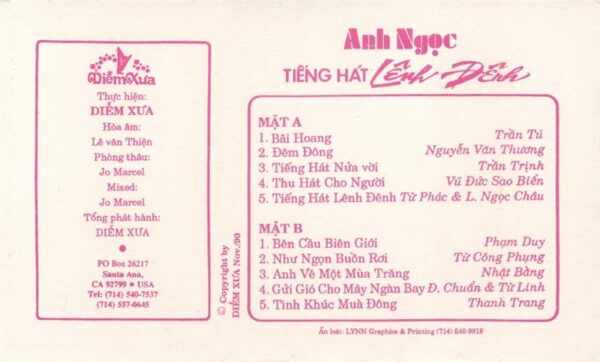 DiễmXưa
Thực hiện:
DIỄM XƯA
Hòa âm:
Lê văn Thiện
Phòng thâu:
Jo Marcel
Mixed:
Jo Marcel
Tổng phát hành:
DIỄM XƯA
PO Box 26217
Santa Ana,
CA 92799 • USA
Tel: (714) 540-7537
(714) 557-0645
© Copyright by
DIỄM XƯA Nov./90
Anh Ngọc
TIẾNG HÁT Lênh Đênh
MẶT A
1. Bãi Hoang Trần Tú
2. Đêm Đông Nguyễn Văn Thương
3. Tiếng Hát Nửa vời Trần Trịnh
4. Thu Hát Cho Người Vũ Đức Sao Biển
5. Tiếng Hát Lênh Đênh Từ Phác & L. Ngọc Châu
MẶT B
1. Bên Cầu Biên Giới Phạm Duy
2. Như Ngọn Buồn Rơi Từ Công Phụng
3. Anh Về Một Mùa Trăng Nhật Bằng
4. Gửi Gió Cho Mây Ngàn Bay Đ. Chuẩn & Từ Linh
5. Tình Khúc Muà Đông Thanh Trang
Ấn loát: LYNN Graphics & Printing (714) 540-9918